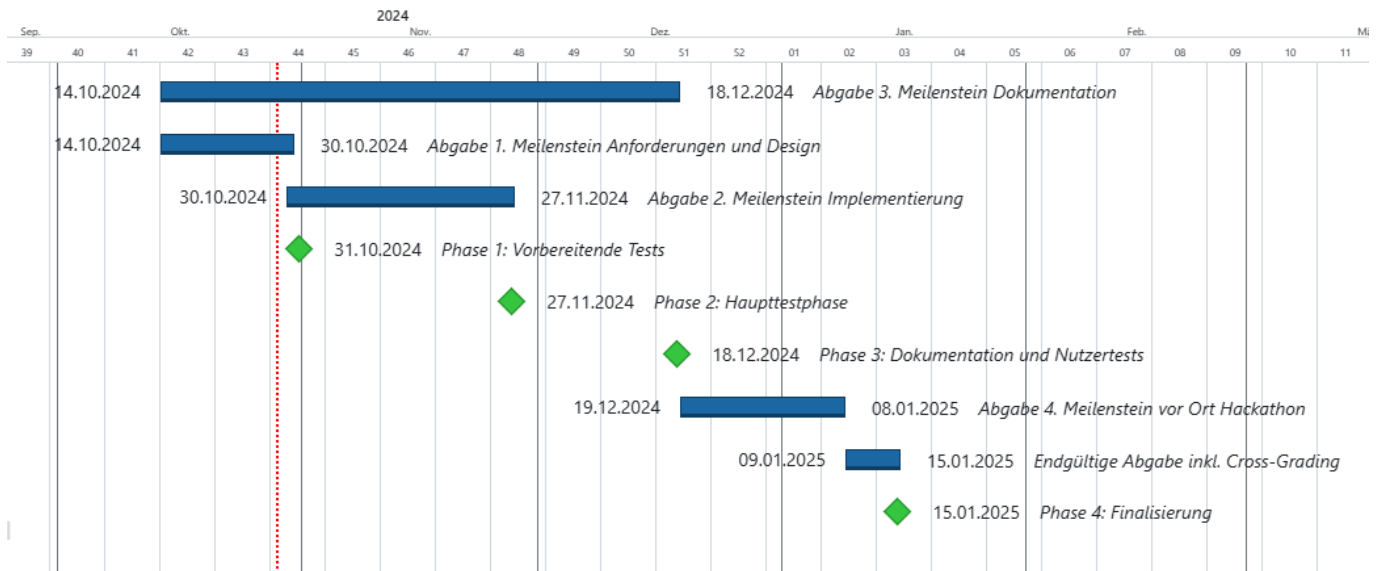 2024
Sep. Okt. Nov. Dez. Jan. Feb. Mä
39 40 41 42 43 44 45 46 47 48 49 50 51 52 01 02 03 04 05 06 07 08 09 10 11
14.10.2024 18.12.2024 Abgabe 3. Meilenstein Dokumentation
14.10.2024 30.10.2024 Abgabe 1. Meilenstein Anforderungen und Design
30.10.2024 27.11.2024 Abgabe 2. Meilenstein Implementierung
31.10.2024 Phase 1: Vorbereitende Tests
27.11.2024 Phase 2: Haupttestphase
18.12.2024 Phase 3: Dokumentation und Nutzertests
19.12.2024 08.01.2025 Abgabe 4. Meilenstein vor Ort Hackathon
09.01.2025 15.01.2025 Endgültige Abgabe inkl. Cross-Grading
15.01.2025 Phase 4: Finalisierung